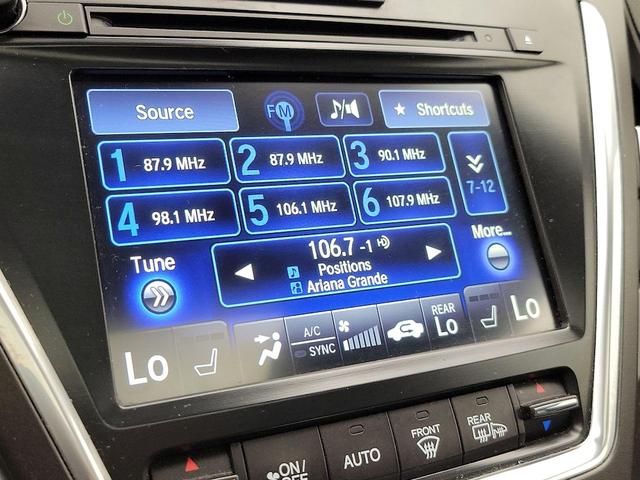 Source
FM
Shortcuts
1 87.9 MHz
2 87.9 MHz
3 90.1 MHz
7-12
4 98.1 MHz
5 106.1 MHz
6 107.9 MHz
Tune
106.7 -1 HD
Positions
Ariana Grande
More...
Lo
A/C
SYNC
REAR
Lo
Lo
ON/
OFF
AUTO
FRONT
REAR